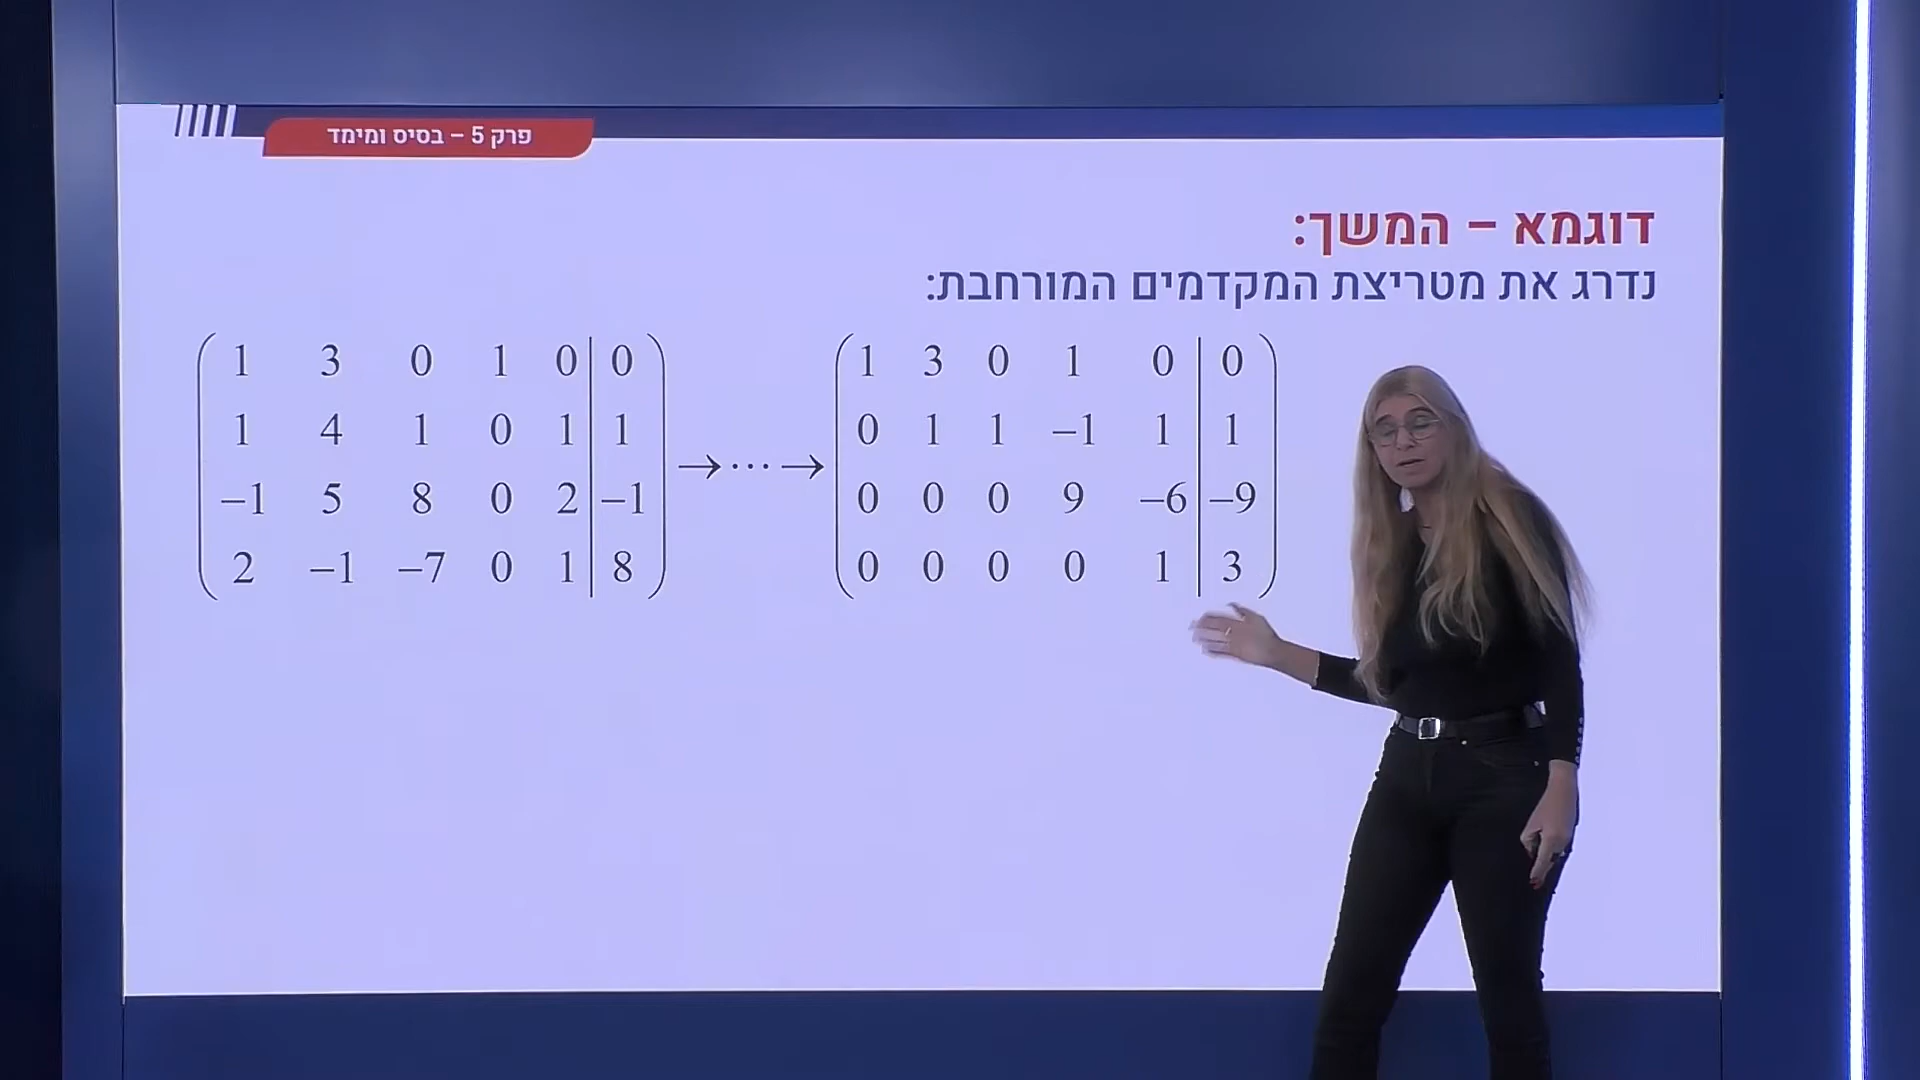 פרק 5 – בסיס ומימד
דוגמא – המשך:
נדרג את מטריצת המקדמים המורחבת:
( 1 3 0 1 0 | 0 ) ( 1 3 0 1 0 | 0 )
( 1 4 1 0 1 | 1 ) ( 0 1 1 −1 1 | 1 )
→ ⋯ →
( −1 5 8 0 2 | −1 ) ( 0 0 0 9 −6 | −9 )
( 2 −1 −7 0 1 | 8 ) ( 0 0 0 0 1 | 3 )